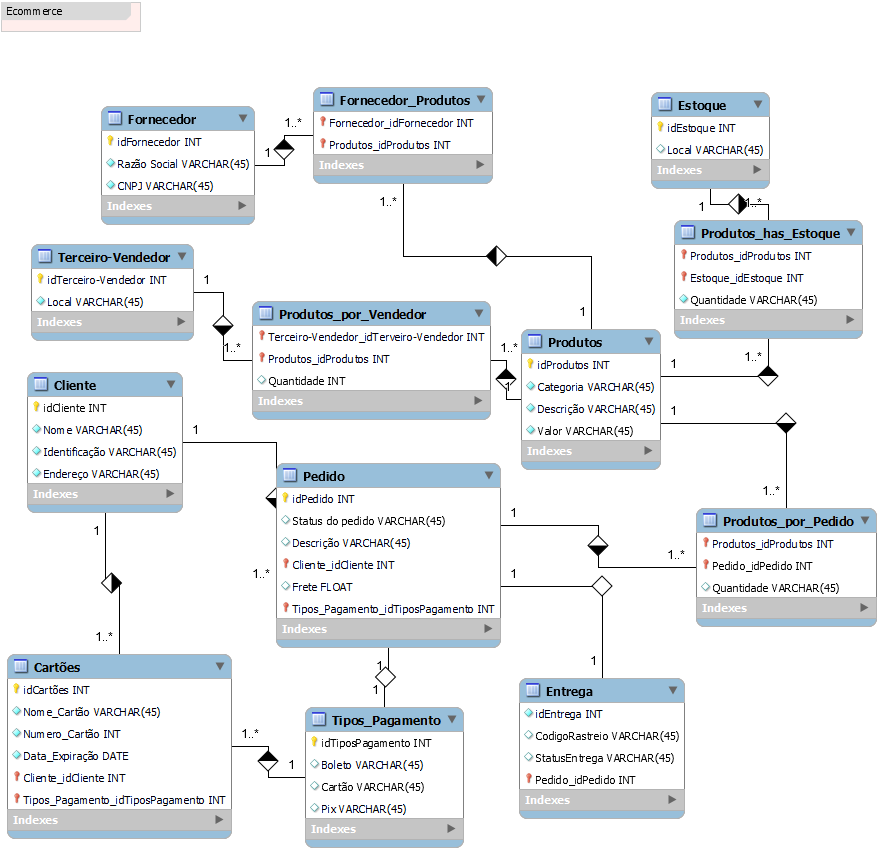 Ecommerce
Fornecedor
idFornecedor INT
Razão Social VARCHAR(45)
CNPJ VARCHAR(45)
Indexes
1
1..*
Fornecedor_Produtos
Fornecedor_idFornecedor INT
Produtos_idProdutos INT
Indexes
1..*
1
Estoque
idEstoque INT
Local VARCHAR(45)
Indexes
1
1..*
Produtos_has_Estoque
Produtos_idProdutos INT
Estoque_idEstoque INT
Quantidade VARCHAR(45)
Indexes
1..*
1
Terceiro-Vendedor
idTerceiro-Vendedor INT
Local VARCHAR(45)
Indexes
1
1..*
Produtos_por_Vendedor
Terceiro-Vendedor_idTerveiro-Vendedor INT
Produtos_idProdutos INT
Quantidade INT
Indexes
1..*
1
Produtos
idProdutos INT
Categoria VARCHAR(45)
Descrição VARCHAR(45)
Valor VARCHAR(45)
Indexes
1
1..*
Cliente
idCliente INT
Nome VARCHAR(45)
Identificação VARCHAR(45)
Endereço VARCHAR(45)
Indexes
1
1..*
1
1..*
Pedido
idPedido INT
Status do pedido VARCHAR(45)
Descrição VARCHAR(45)
Cliente_idCliente INT
Frete FLOAT
Tipos_Pagamento_idTiposPagamento INT
Indexes
1
1..*
1
1
1
1
Produtos_por_Pedido
Produtos_idProdutos INT
Pedido_idPedido INT
Quantidade VARCHAR(45)
Indexes
Cartões
idCartões INT
Nome_Cartão VARCHAR(45)
Numero_Cartão INT
Data_Expiração DATE
Cliente_idCliente INT
Tipos_Pagamento_idTiposPagamento INT
Indexes
1..*
1
Tipos_Pagamento
idTiposPagamento INT
Boleto VARCHAR(45)
Cartão VARCHAR(45)
Pix VARCHAR(45)
Indexes
Entrega
idEntrega INT
CodigoRastreio VARCHAR(45)
StatusEntrega VARCHAR(45)
Pedido_idPedido INT
Indexes